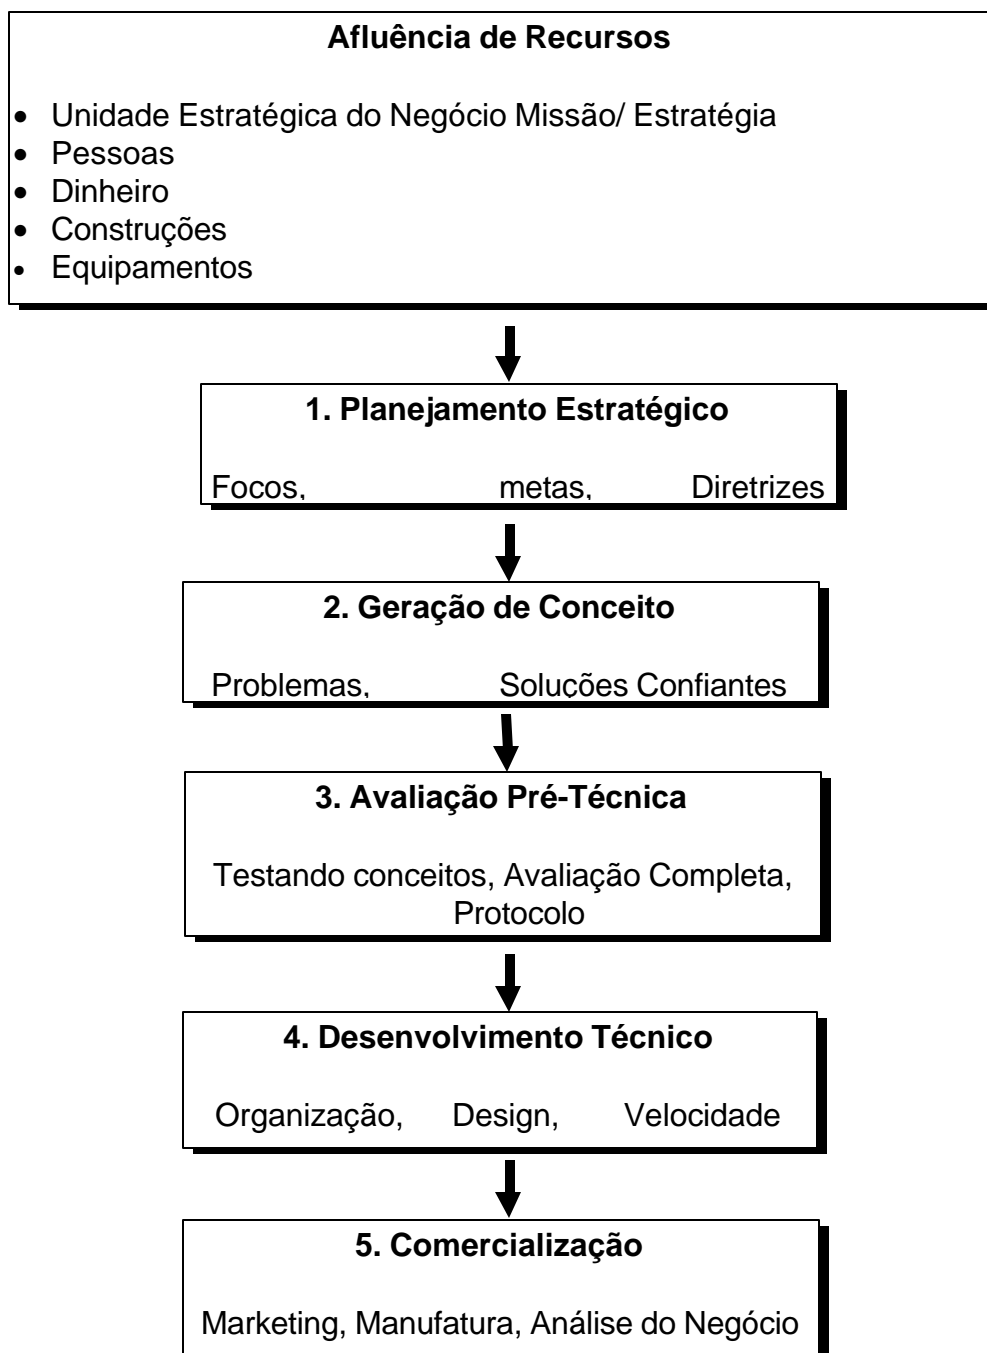 Afluência de Recursos
• Unidade Estratégica do Negócio Missão/ Estratégia
• Pessoas
• Dinheiro
• Construções
• Equipamentos
1. Planejamento Estratégico
Focos, metas, Diretrizes
2. Geração de Conceito
Problemas, Soluções Confiantes
3. Avaliação Pré-Técnica
Testando conceitos, Avaliação Completa,
Protocolo
4. Desenvolvimento Técnico
Organização, Design, Velocidade
5. Comercialização
Marketing, Manufatura, Análise do Negócio